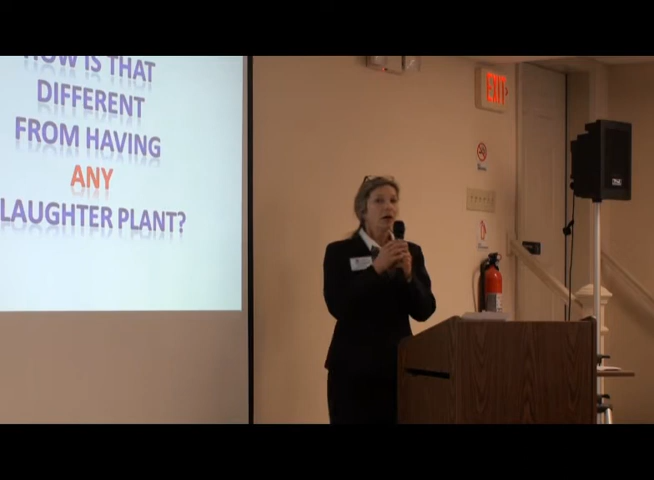 HOW IS THAT
DIFFERENT
FROM HAVING
ANY
LAUGHTER PLANT?
EXIT